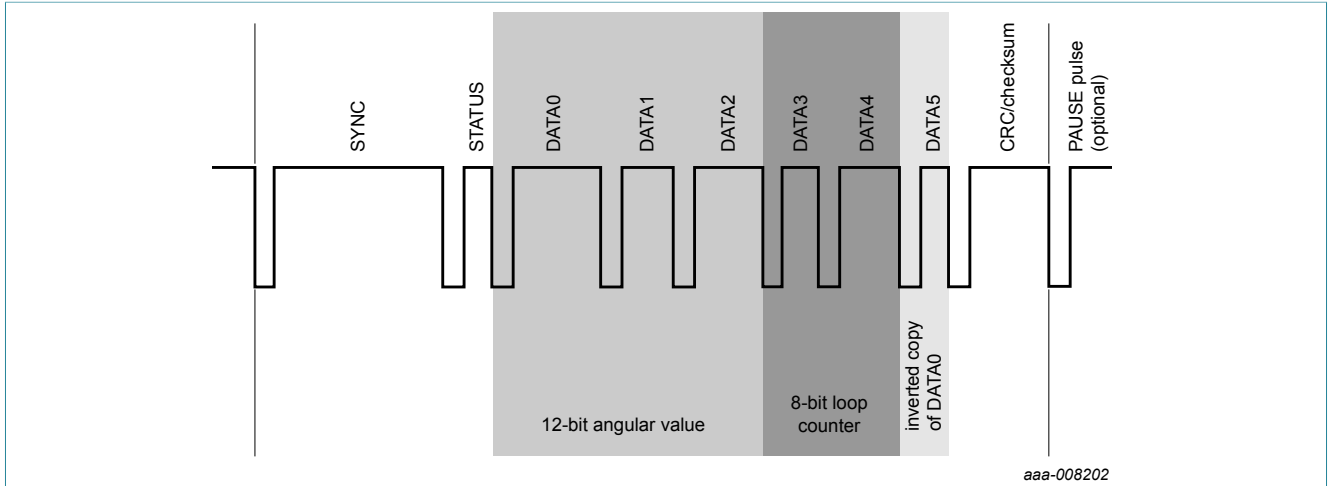 SYNC
STATUS
DATA0
DATA1
DATA2
DATA3
DATA4
DATA5
CRC/checksum
PAUSE pulse
(optional)
12-bit angular value
8-bit loop
counter
inverted copy
of DATA0
aaa-008202